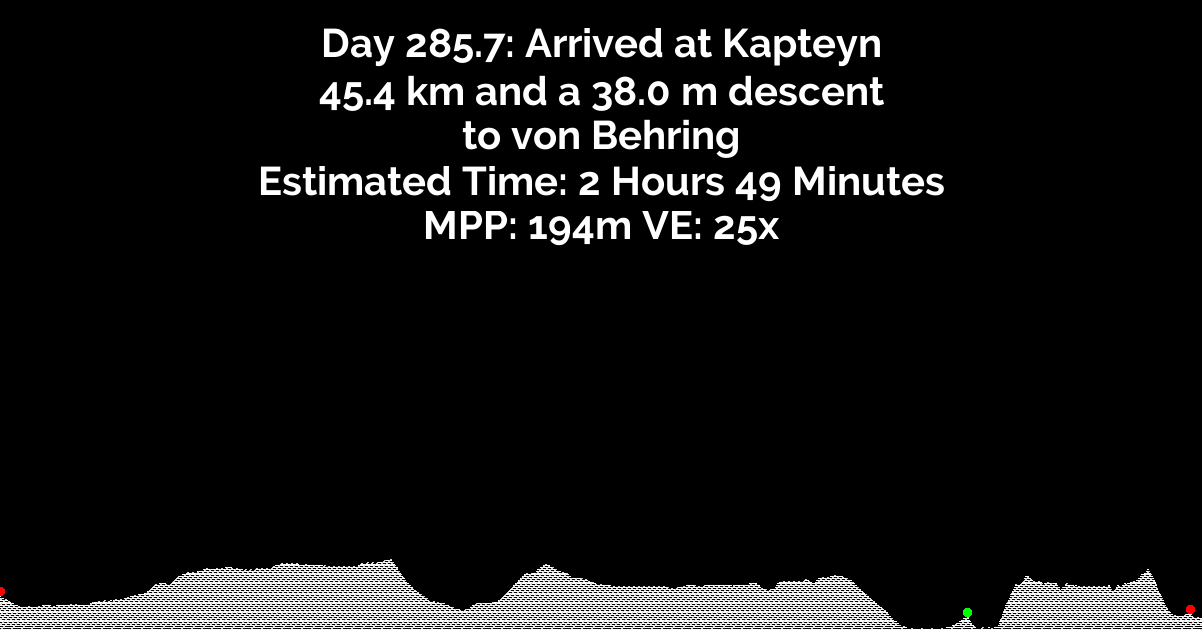 Day 285.7: Arrived at Kapteyn
45.4 km and a 38.0 m descent
to von Behring
Estimated Time: 2 Hours 49 Minutes
MPP: 194m VE: 25x